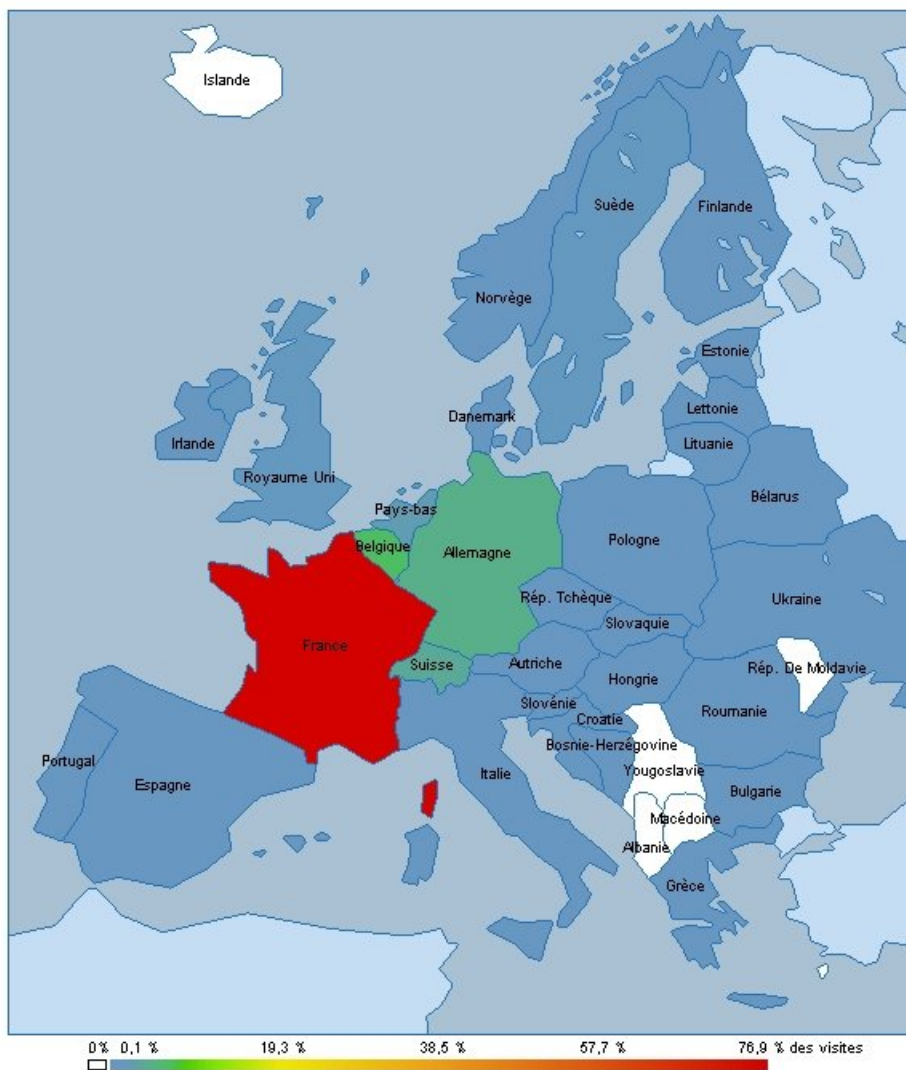 Islande
Suède
Finlande
Norvège
Estonie
Lettonie
Danemark
Lituanie
Irlande
Royaume Uni
Bélarus
Pays-bas
Belgique
Allemagne
Pologne
Rép. Tchèque
Ukraine
Slovaquie
France
Suisse
Autriche
Rép. De Moldavie
Hongrie
Slovénie
Roumanie
Croatie
Bosnie-Herzégovine
Portugal
Espagne
Italie
Yougoslavie
Bulgarie
Macédoine
Albanie
Grèce
0% 0,1 % 19,3 % 38,5 % 57,7 % 76,9 % des visites